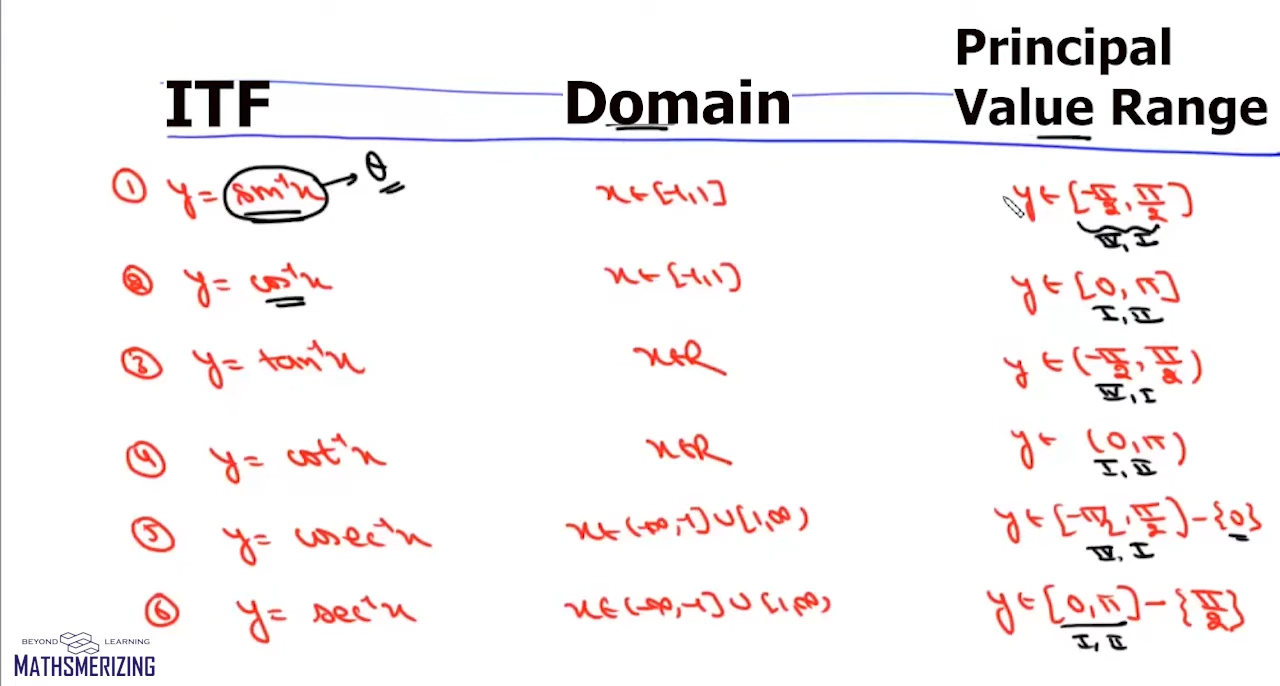 Principal
ITF Domain Value Range
① y = sin⁻¹x → θ x ∈ [-1,1] y ∈ [-π/2, π/2]
IV, I
② y = cos⁻¹x x ∈ [-1,1] y ∈ [0, π]
I, II
③ y = tan⁻¹x x ∈ R y ∈ (-π/2, π/2)
IV, I
④ y = cot⁻¹x x ∈ R y ∈ (0, π)
I, II
⑤ y = cosec⁻¹x x ∈ (-∞,-1] ∪ [1,∞) y ∈ [-π/2, π/2) - {0}
IV, I
⑥ y = sec⁻¹x x ∈ (-∞,-1] ∪ [1,∞) y ∈ [0, π] - {π/2}
I, II
BEYOND LEARNING
MATHSMERIZING